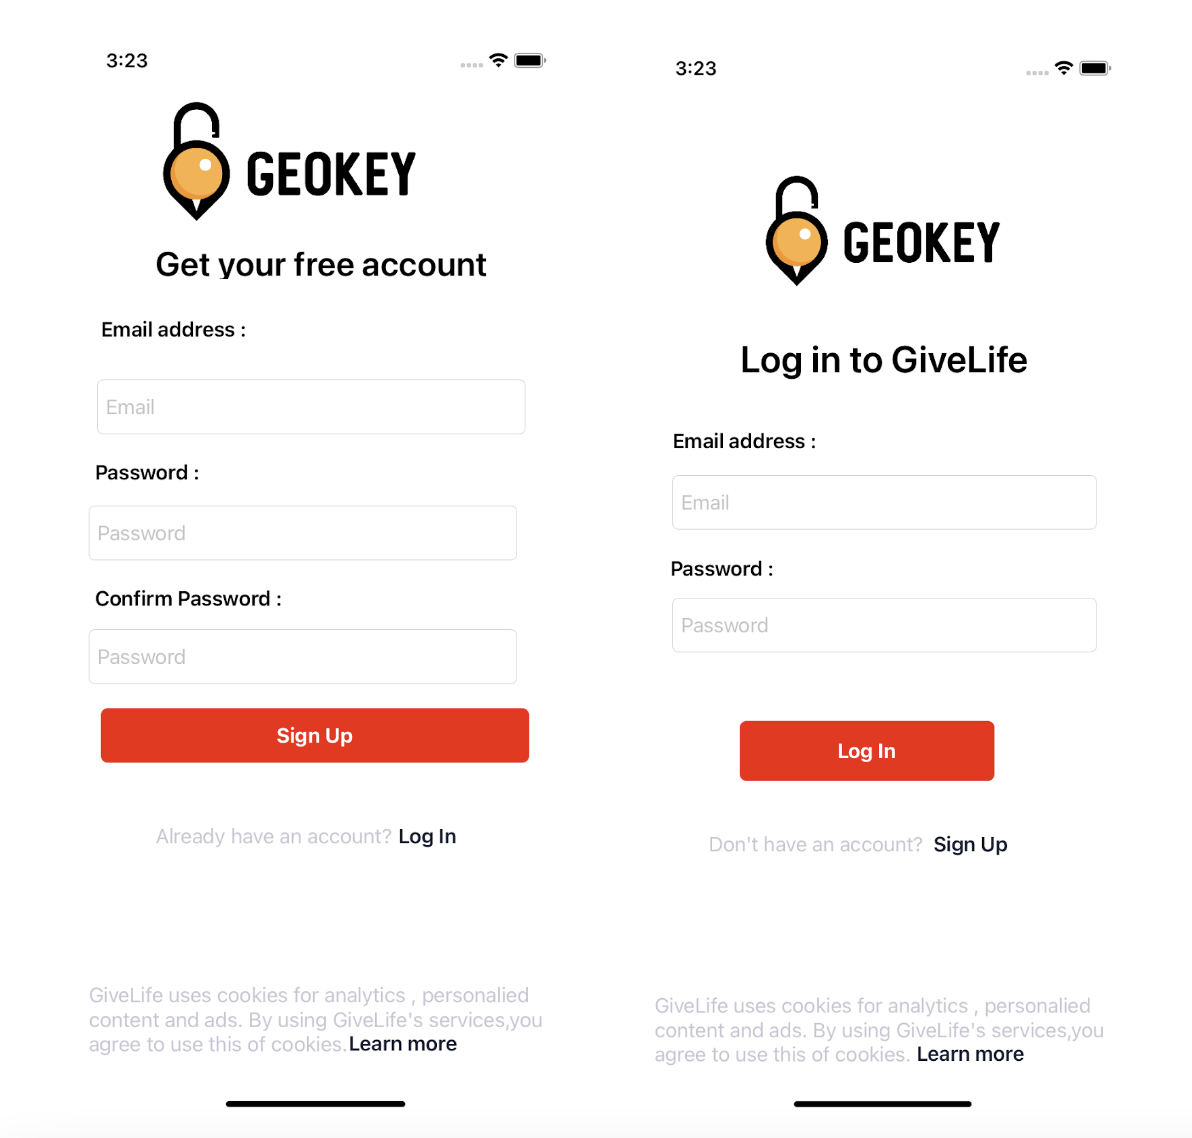 3:23
GEOKEY
Get your free account
Email address :
Email
Password :
Password
Confirm Password :
Password
Sign Up
Already have an account? Log In
GiveLife uses cookies for analytics , personalied
content and ads. By using GiveLife's services,you
agree to use this of cookies.Learn more
3:23
GEOKEY
Log in to GiveLife
Email address :
Email
Password :
Password
Log In
Don't have an account? Sign Up
GiveLife uses cookies for analytics , personalied
content and ads. By using GiveLife's services,you
agree to use this of cookies. Learn more